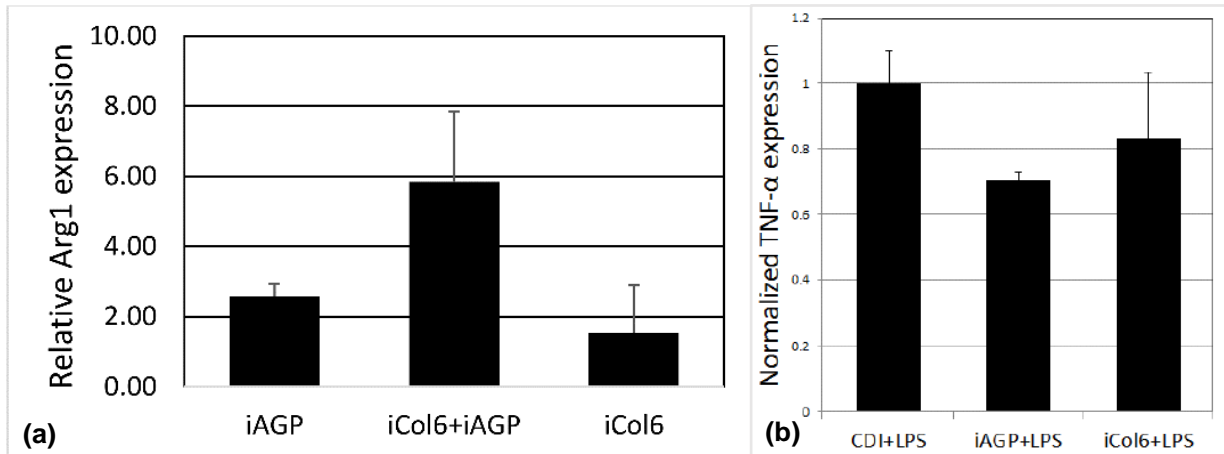 Relative Arg1 expression
10.00
8.00
6.00
4.00
2.00
0.00
iAGP iCol6+iAGP iCol6
(a)
Normalized TNF-α expression
1.2
1
0.8
0.6
0.4
0.2
0
CDI+LPS iAGP+LPS iCol6+LPS
(b)